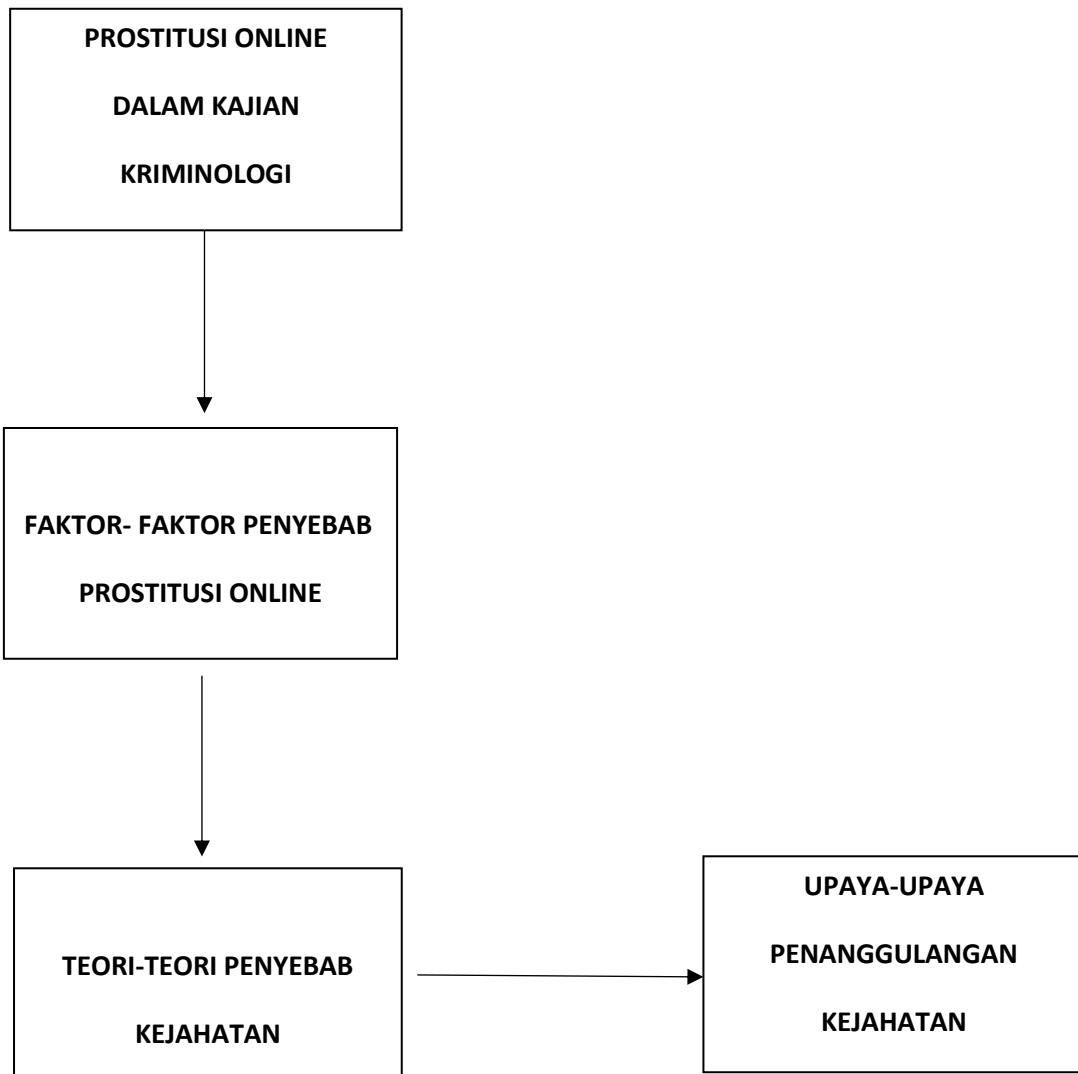 PROSTITUSI ONLINE
DALAM KAJIAN
KRIMINOLOGI
FAKTOR- FAKTOR PENYEBAB
PROSTITUSI ONLINE
TEORI-TEORI PENYEBAB
KEJAHATAN
UPAYA-UPAYA
PENANGGULANGAN
KEJAHATAN